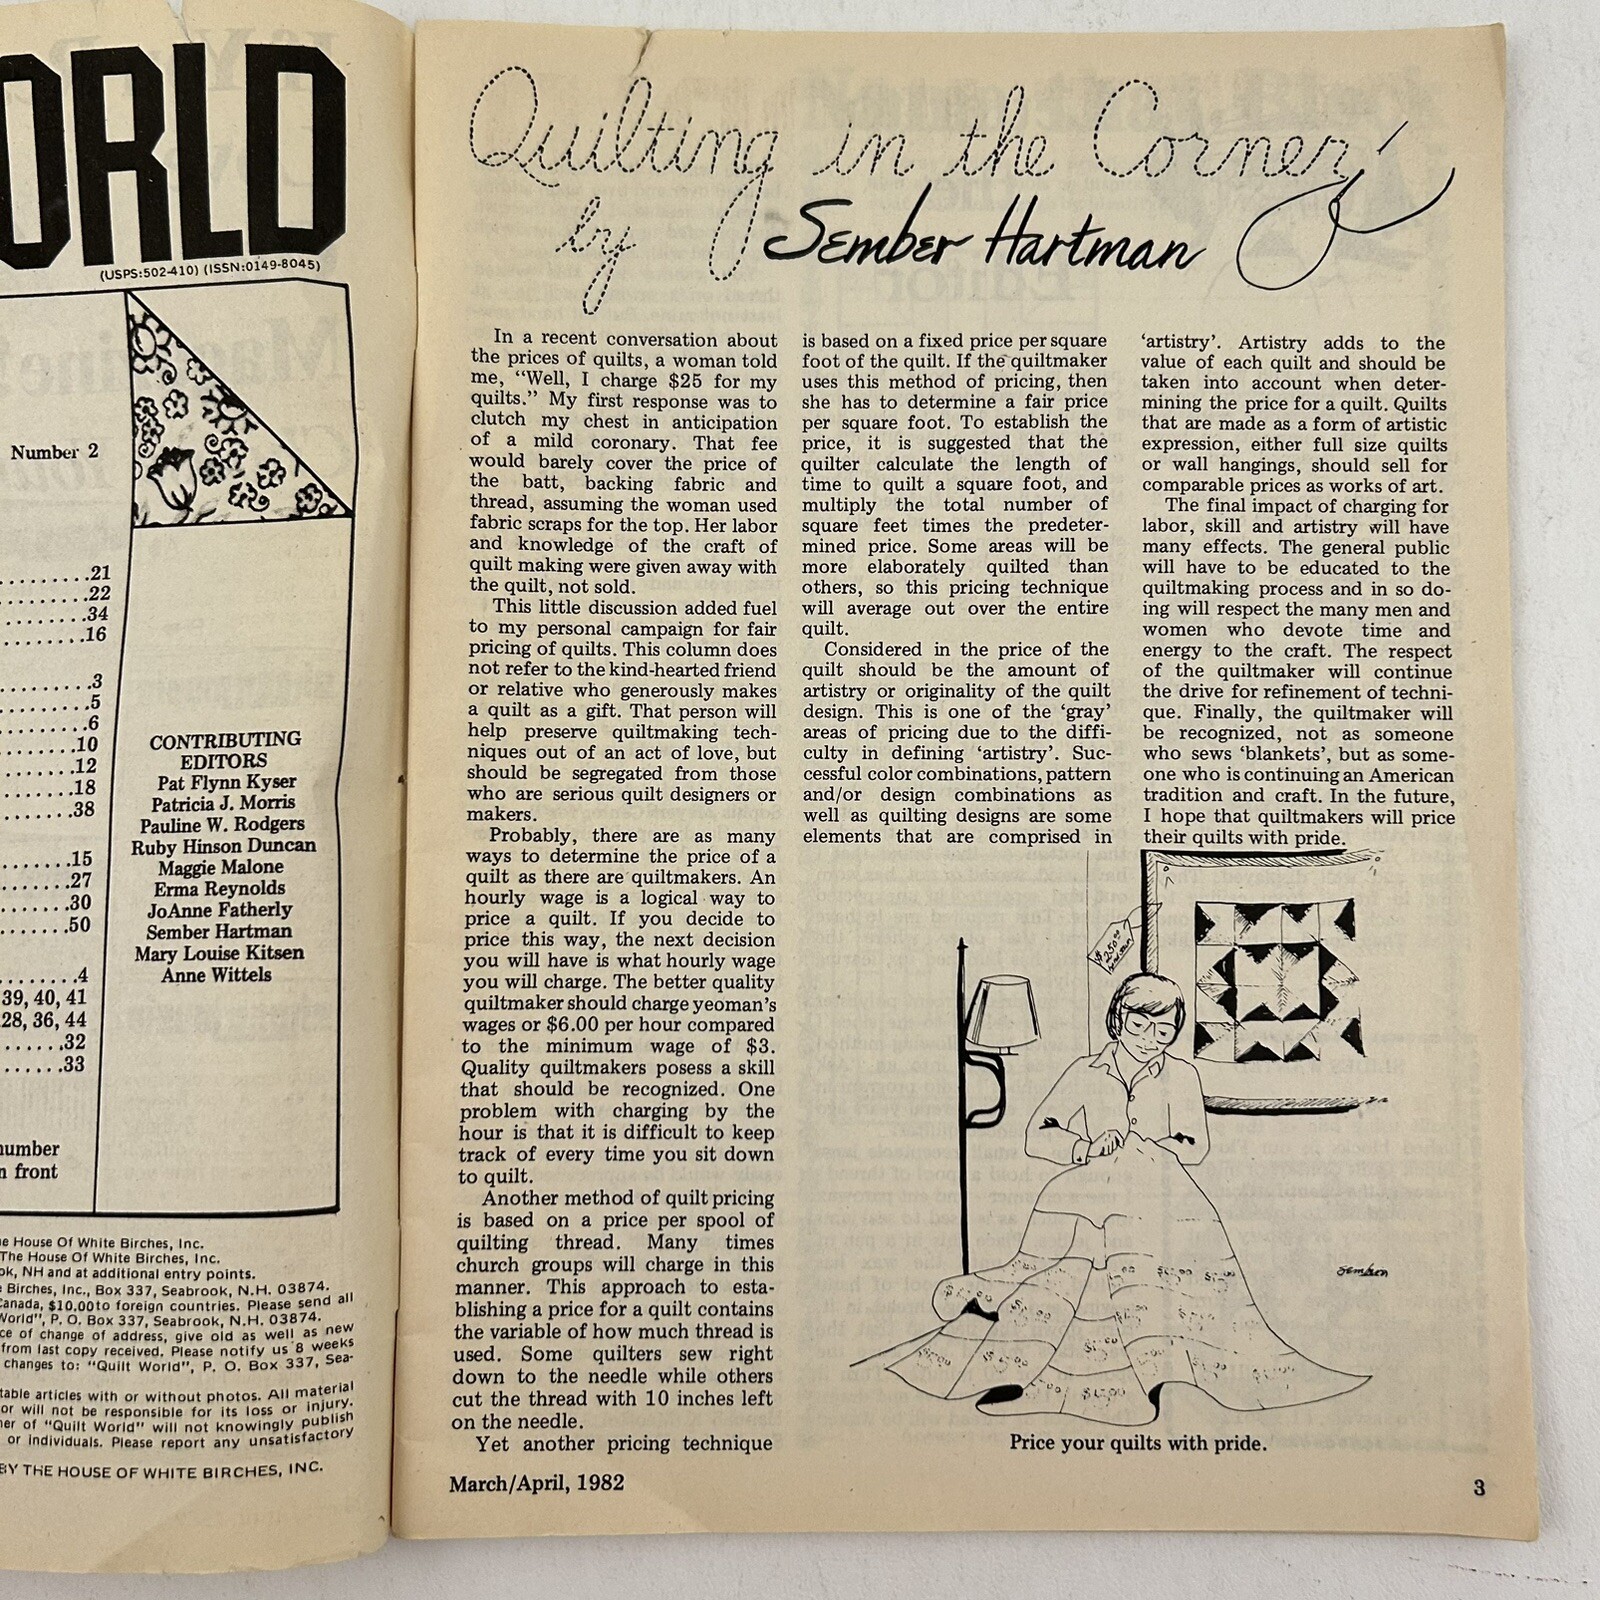 ORLD
(USPS:502-410) (ISSN:0149-8045)
Number 2
.........21
.........22
.........34
.........16
.........3
.........5
.........6
.........10
.........12
.........18
.........38
.......15
.......27
.......30
.......50
.......4
39, 40, 41
28, 36, 44
.......32
.......33
number
n front
CONTRIBUTING
EDITORS
Pat Flynn Kyser
Patricia J. Morris
Pauline W. Rodgers
Ruby Hinson Duncan
Maggie Malone
Erma Reynolds
JoAnne Fatherly
Sember Hartman
Mary Louise Kitsen
Anne Wittels
e House Of White Birches, Inc.
The House Of White Birches, Inc.
ok, NH and at additional entry points.
e Birches, Inc., Box 337, Seabrook, N.H. 03874.
Canada, $10.00 to foreign countries. Please send all
World", P. O. Box 337, Seabrook, N.H. 03874.
ce of change of address, give old as well as new
from last copy received. Please notify us 8 weeks
changes to: "Quilt World", P. O. Box 337, Sea-
table articles with or without photos. All material
or will not be responsible for its loss or injury.
her of "Quilt World" will not knowingly publish
or individuals. Please report any unsatisfactory
BY THE HOUSE OF WHITE BIRCHES, INC.
Quilting in the Corner
by Sember Hartman
In a recent conversation about
the prices of quilts, a woman told
me, "Well, I charge $25 for my
quilts." My first response was to
clutch my chest in anticipation
of a mild coronary. That fee
would barely cover the price of
the batt, backing fabric and
thread, assuming the woman used
fabric scraps for the top. Her labor
and knowledge of the craft of
quilt making were given away with
the quilt, not sold.
This little discussion added fuel
to my personal campaign for fair
pricing of quilts. This column does
not refer to the kind-hearted friend
or relative who generously makes
a quilt as a gift. That person will
help preserve quiltmaking tech-
niques out of an act of love, but
should be segregated from those
who are serious quilt designers or
makers.
Probably, there are as many
ways to determine the price of a
quilt as there are quiltmakers. An
hourly wage is a logical way to
price a quilt. If you decide to
price this way, the next decision
you will have is what hourly wage
you will charge. The better quality
quiltmaker should charge yeoman's
wages or $6.00 per hour compared
to the minimum wage of $3.
Quality quiltmakers posess a skill
that should be recognized. One
problem with charging by the
hour is that it is difficult to keep
track of every time you sit down
to quilt.
Another method of quilt pricing
is based on a price per spool of
quilting thread. Many times
church groups will charge in this
manner. This approach to esta-
blishing a price for a quilt contains
the variable of how much thread is
used. Some quilters sew right
down to the needle while others
cut the thread with 10 inches left
on the needle.
Yet another pricing technique
is based on a fixed price per square
foot of the quilt. If the quiltmaker
uses this method of pricing, then
she has to determine a fair price
per square foot. To establish the
price, it is suggested that the
quilter calculate the length of
time to quilt a square foot, and
multiply the total number of
square feet times the predeter-
mined price. Some areas will be
more elaborately quilted than
others, so this pricing technique
will average out over the entire
quilt.
Considered in the price of the
quilt should be the amount of
artistry or originality of the quilt
design. This is one of the 'gray'
areas of pricing due to the diffi-
culty in defining 'artistry'. Suc-
cessful color combinations, pattern
and/or design combinations as
well as quilting designs are some
elements that are comprised in
'artistry'. Artistry adds to the
value of each quilt and should be
taken into account when deter-
mining the price for a quilt. Quilts
that are made as a form of artistic
expression, either full size quilts
or wall hangings, should sell for
comparable prices as works of art.
The final impact of charging for
labor, skill and artistry will have
many effects. The general public
will have to be educated to the
quiltmaking process and in so do-
ing will respect the many men and
women who devote time and
energy to the craft. The respect
of the quiltmaker will continue
the drive for refinement of techni-
que. Finally, the quiltmaker will
be recognized, not as someone
who sews 'blankets', but as some-
one who is continuing an American
tradition and craft. In the future,
I hope that quiltmakers will price
their quilts with pride.
Price your quilts with pride.
March/April, 1982
3